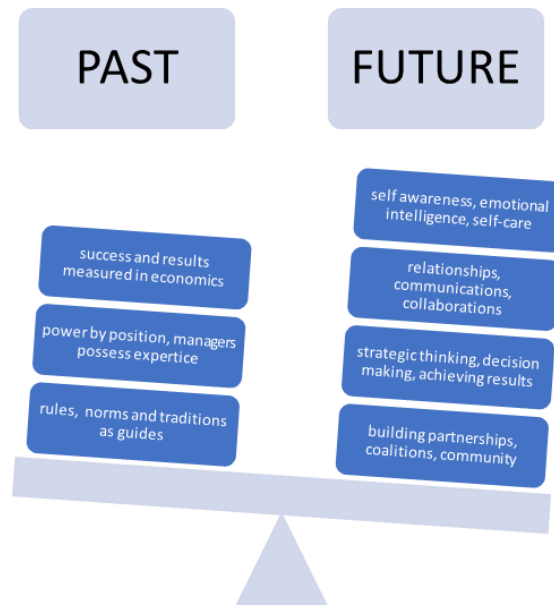 PAST
FUTURE
success and results
measured in economics
power by position, managers
possess expertice
rules, norms and traditions
as guides
self awareness, emotional
intelligence, self-care
relationships,
communications,
collaborations
strategic thinking, decision
making, achieving results
building partnerships,
coalitions, community